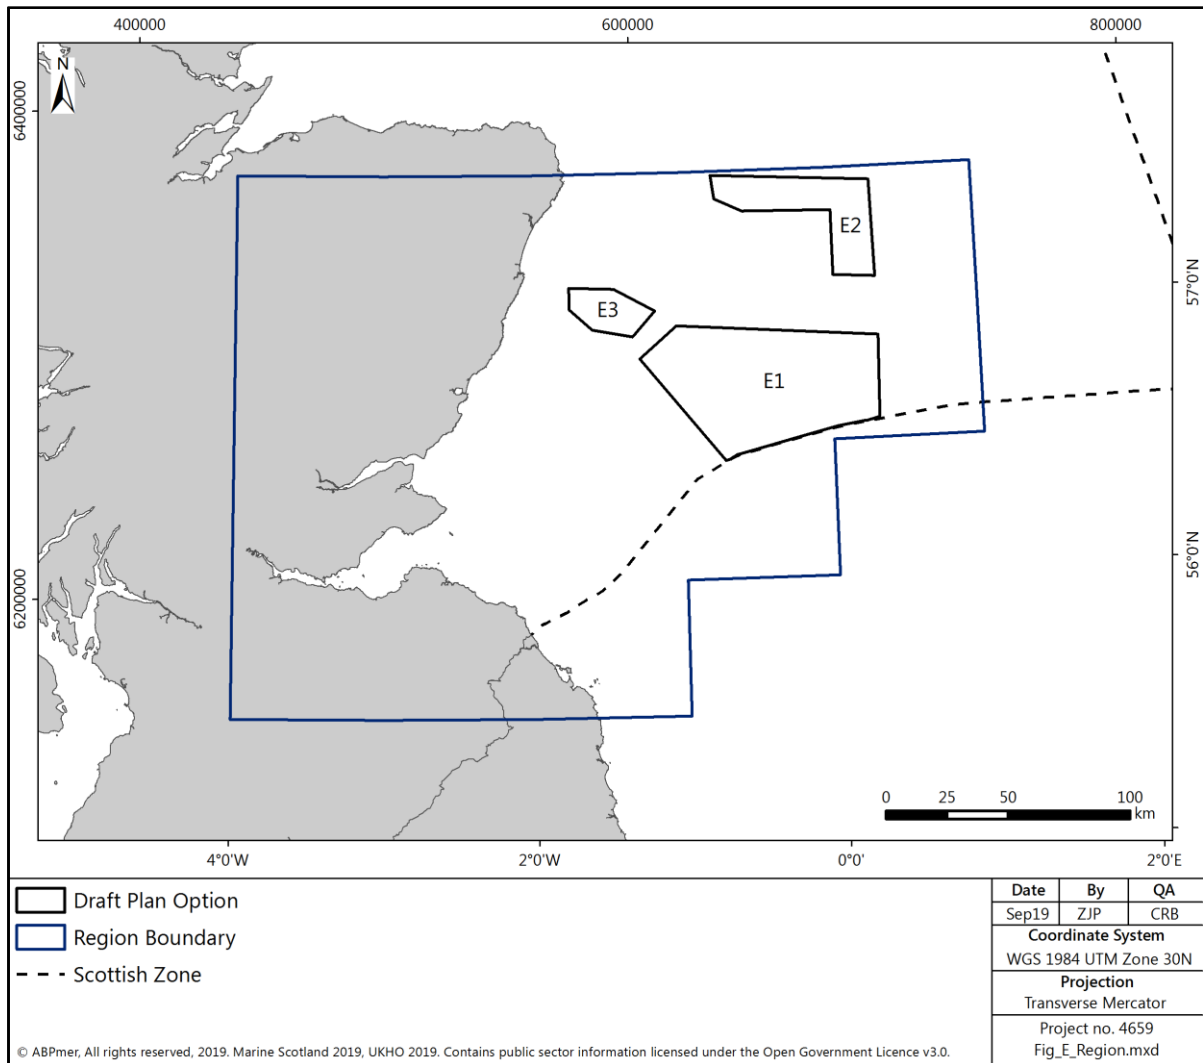 400000
600000
800000
N
6400000
6200000
57°0'N
56°0'N
E2
E3
E1
0 25 50 100
km
4°0'W
2°0'W
0°0'
2°0'E
Draft Plan Option
Region Boundary
Scottish Zone
Date By QA
Sep19 ZJP CRB
Coordinate System
WGS 1984 UTM Zone 30N
Projection
Transverse Mercator
Project no. 4659
Fig_E_Region.mxd
© ABPmer, All rights reserved, 2019. Marine Scotland 2019, UKHO 2019. Contains public sector information licensed under the Open Government Licence v3.0.